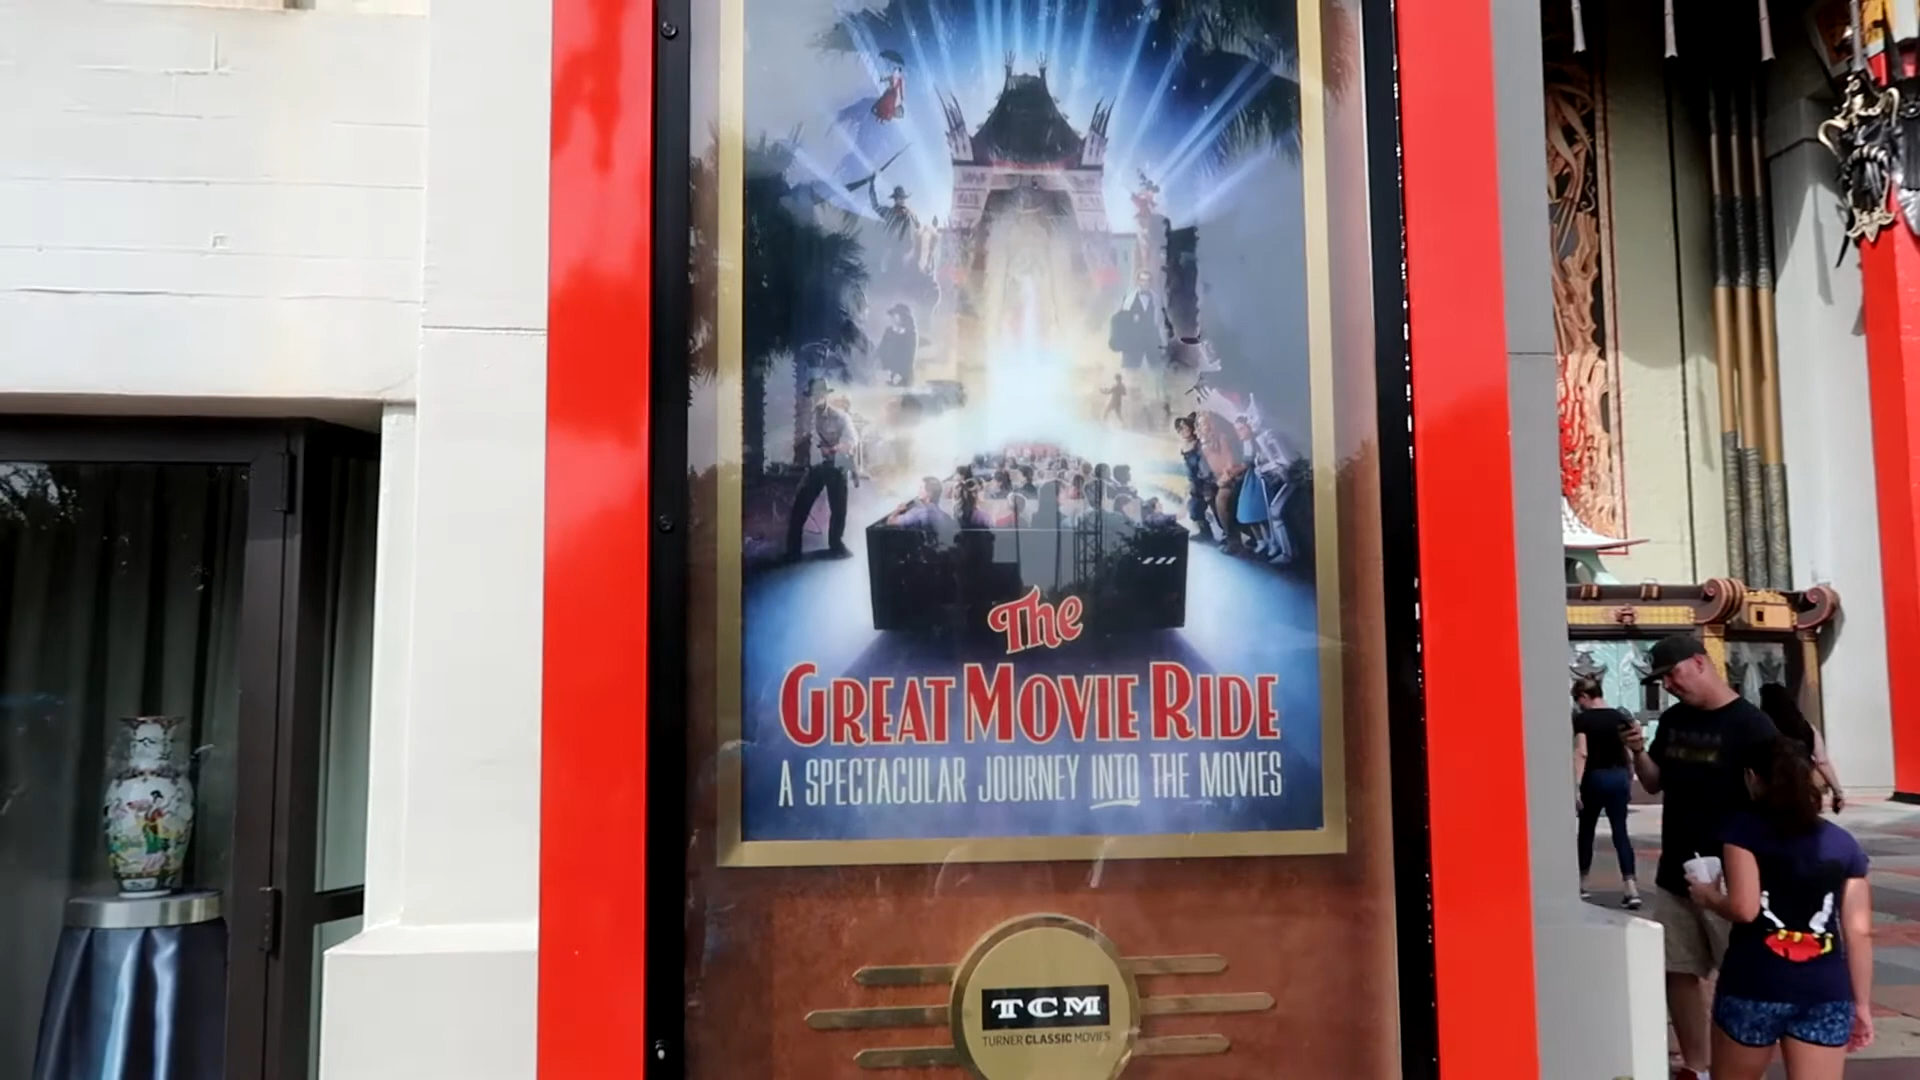 The
GREAT MOVIE RIDE
A SPECTACULAR JOURNEY INTO THE MOVIES
TCM
TURNER CLASSIC MOVIES